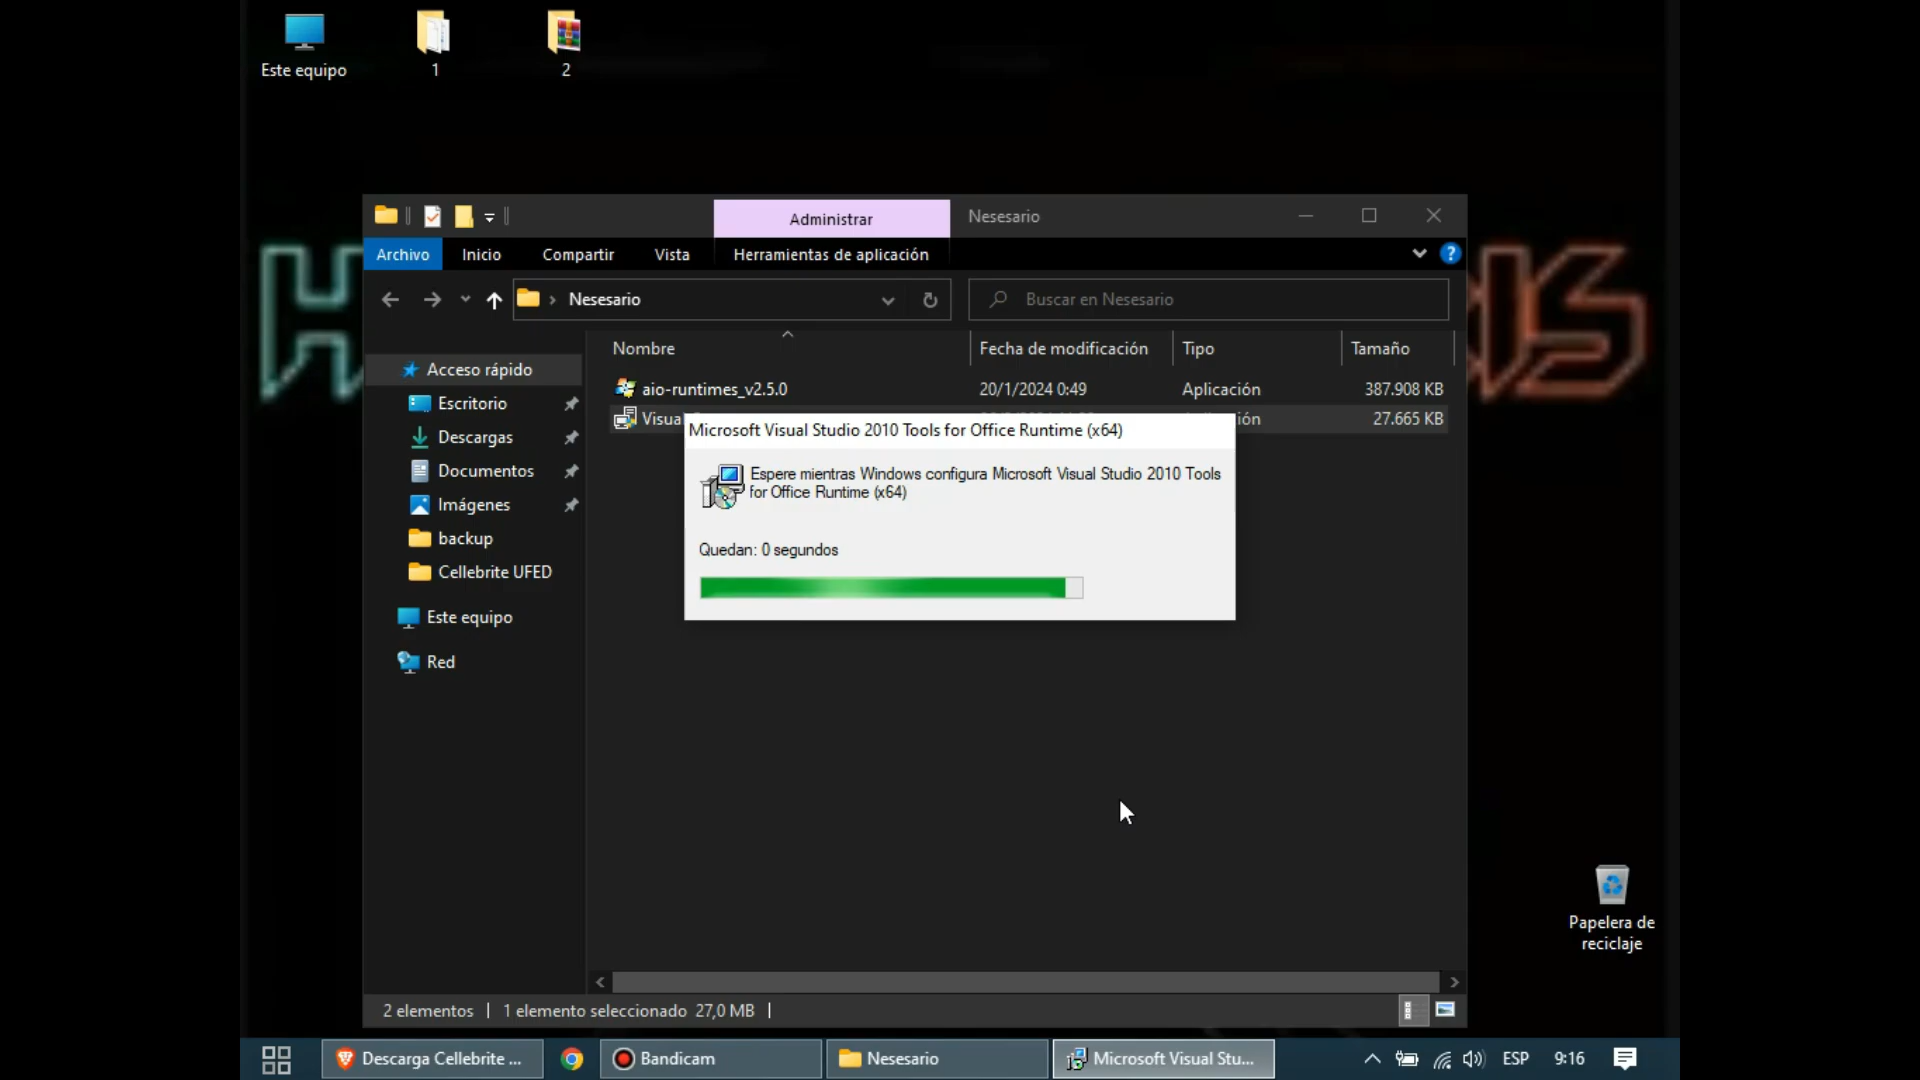 Este equipo
1
2
Administrar
Nesesario
Archivo
Inicio
Compartir
Vista
Herramientas de aplicación
Nesesario
Buscar en Nesesario
Nombre
Fecha de modificación
Tipo
Tamaño
aio-runtimes_v2.5.0
20/1/2024 0:49
Aplicación
387.908 KB
Visua
ión
27.665 KB
Microsoft Visual Studio 2010 Tools for Office Runtime (x64)
Espere mientras Windows configura Microsoft Visual Studio 2010 Tools
for Office Runtime (x64)
Quedan: 0 segundos
Acceso rápido
Escritorio
Descargas
Documentos
Imágenes
backup
Cellebrite UFED
Este equipo
Red
Papelera de
reciclaje
2 elementos
1 elemento seleccionado 27,0 MB
Descarga Cellebrite ...
Bandicam
Nesesario
Microsoft Visual Stu...
ESP
9:16